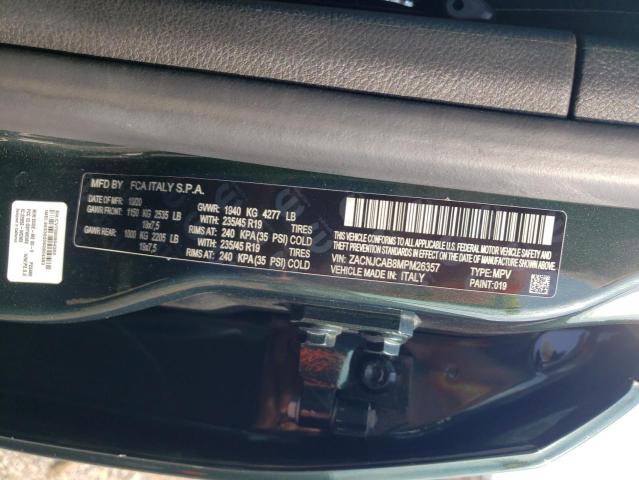 MFD BY FCA ITALY S.P.A.
DATE OF MFD: 10/20 GVWR: 1940 KG 4277 LB
GAWR FRONT: 1150 KG 2535 LB WITH: 235/45 R19 TIRES
18x7,5 RIMS AT: 240 KPA(35 PSI) COLD
GAWR REAR: 1000 KG 2205 LB WITH: 235/45 R19 TIRES
18x7,5 RIMS AT: 240 KPA(35 PSI) COLD
THIS VEHICLE CONFORMS TO ALL APPLICABLE
U.S.A. FEDERAL MOTOR VEHICLE SAFETY, BUMPER
AND THEFT PREVENTION STANDARDS IN EFFECT ON
THE DATE OF MANUFACTURE SHOWN ABOVE.
VIN: ZACNJCAB8MPM26357
VEHICLE MADE IN: ITALY
TYPE: MPV
PAINT: 019